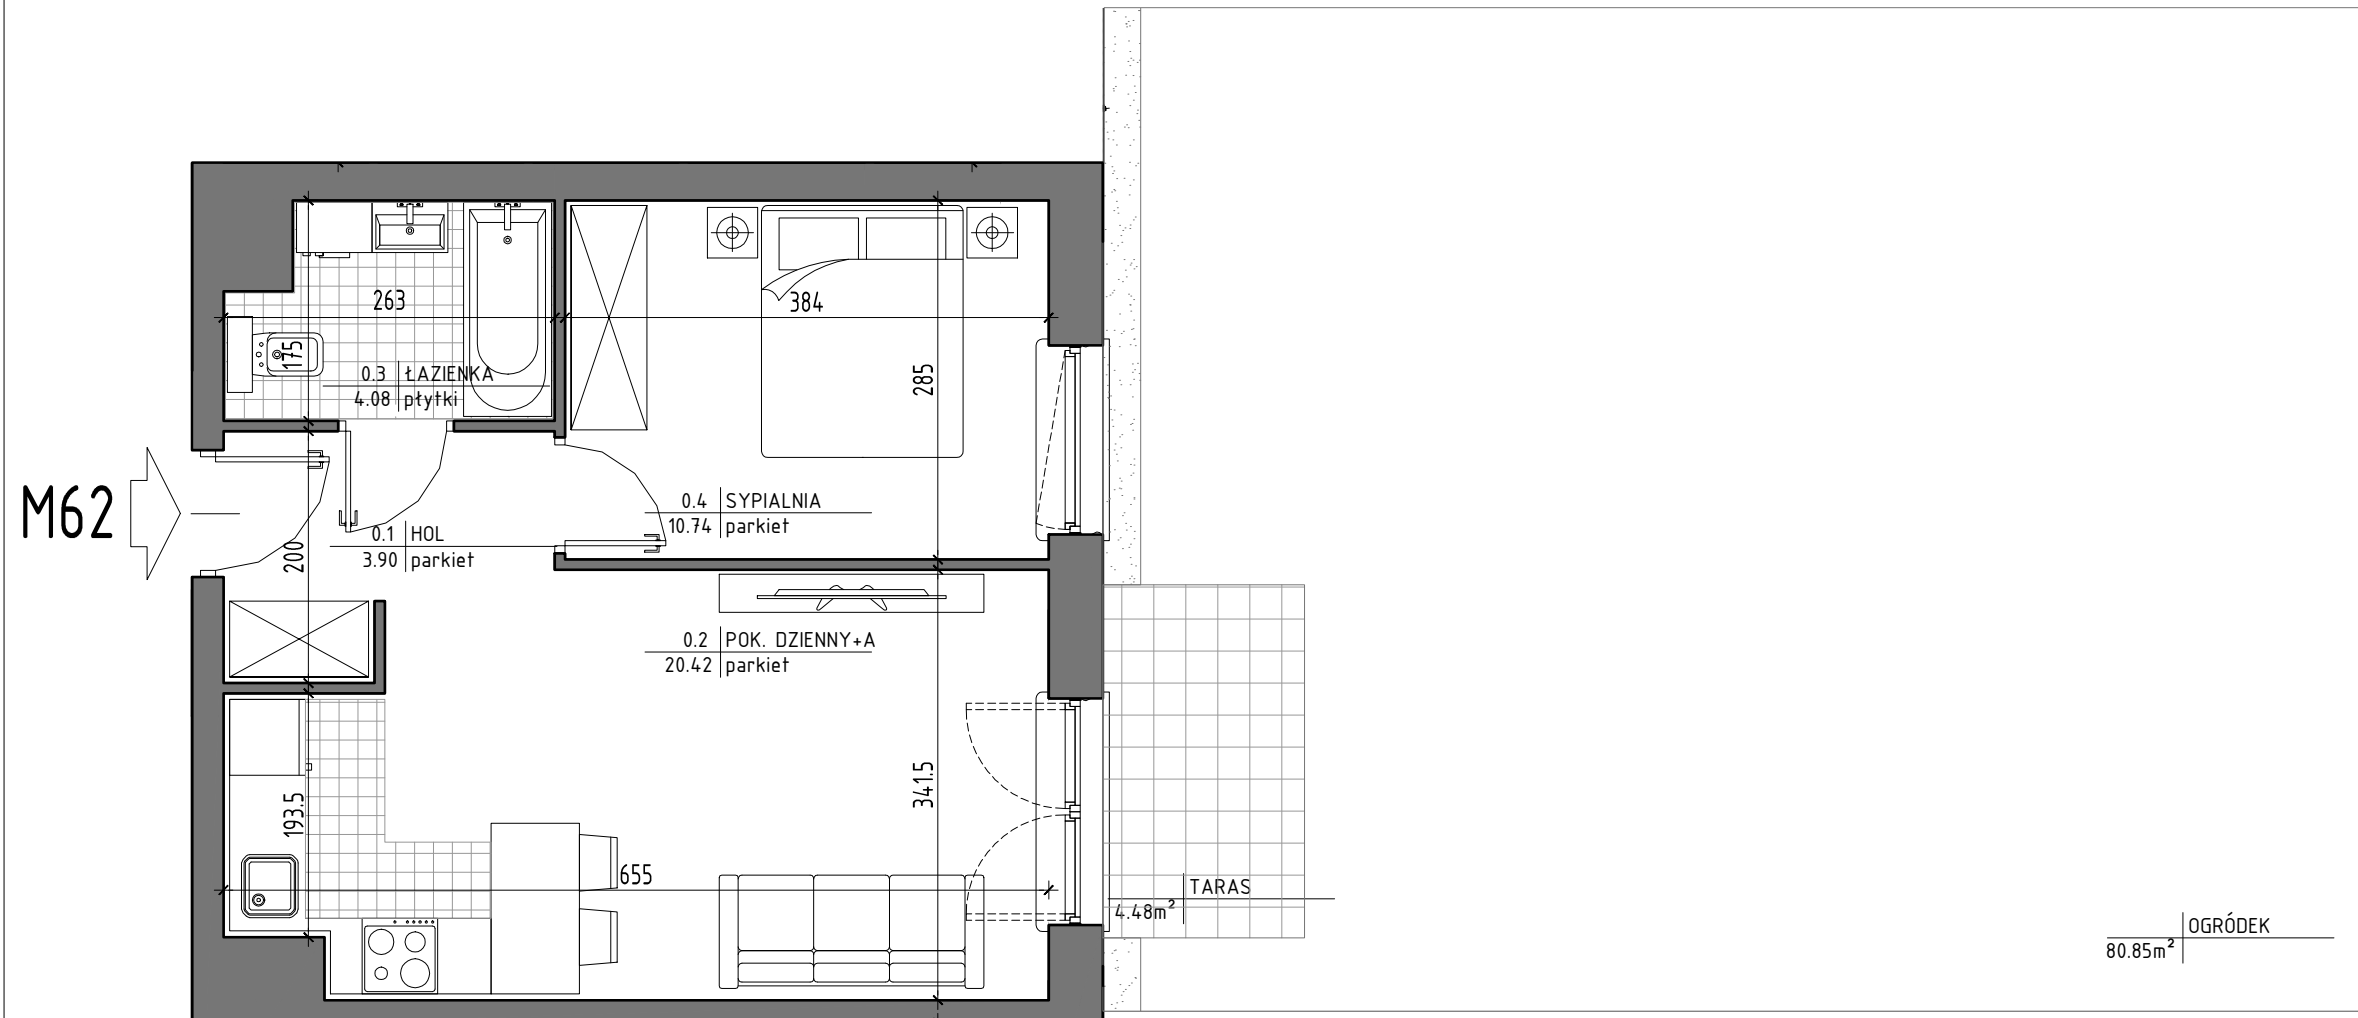 263
384
175
285
0.3 ŁAZIENKA
4.08 płytki
M62
0.4 SYPIALNIA
10.74 parkiet
0.1 HOL
3.90 parkiet
200
0.2 POK. DZIENNY+A
20.42 parkiet
193.5
341.5
655
TARAS
4.48m²
OGRÓDEK
80.85m²